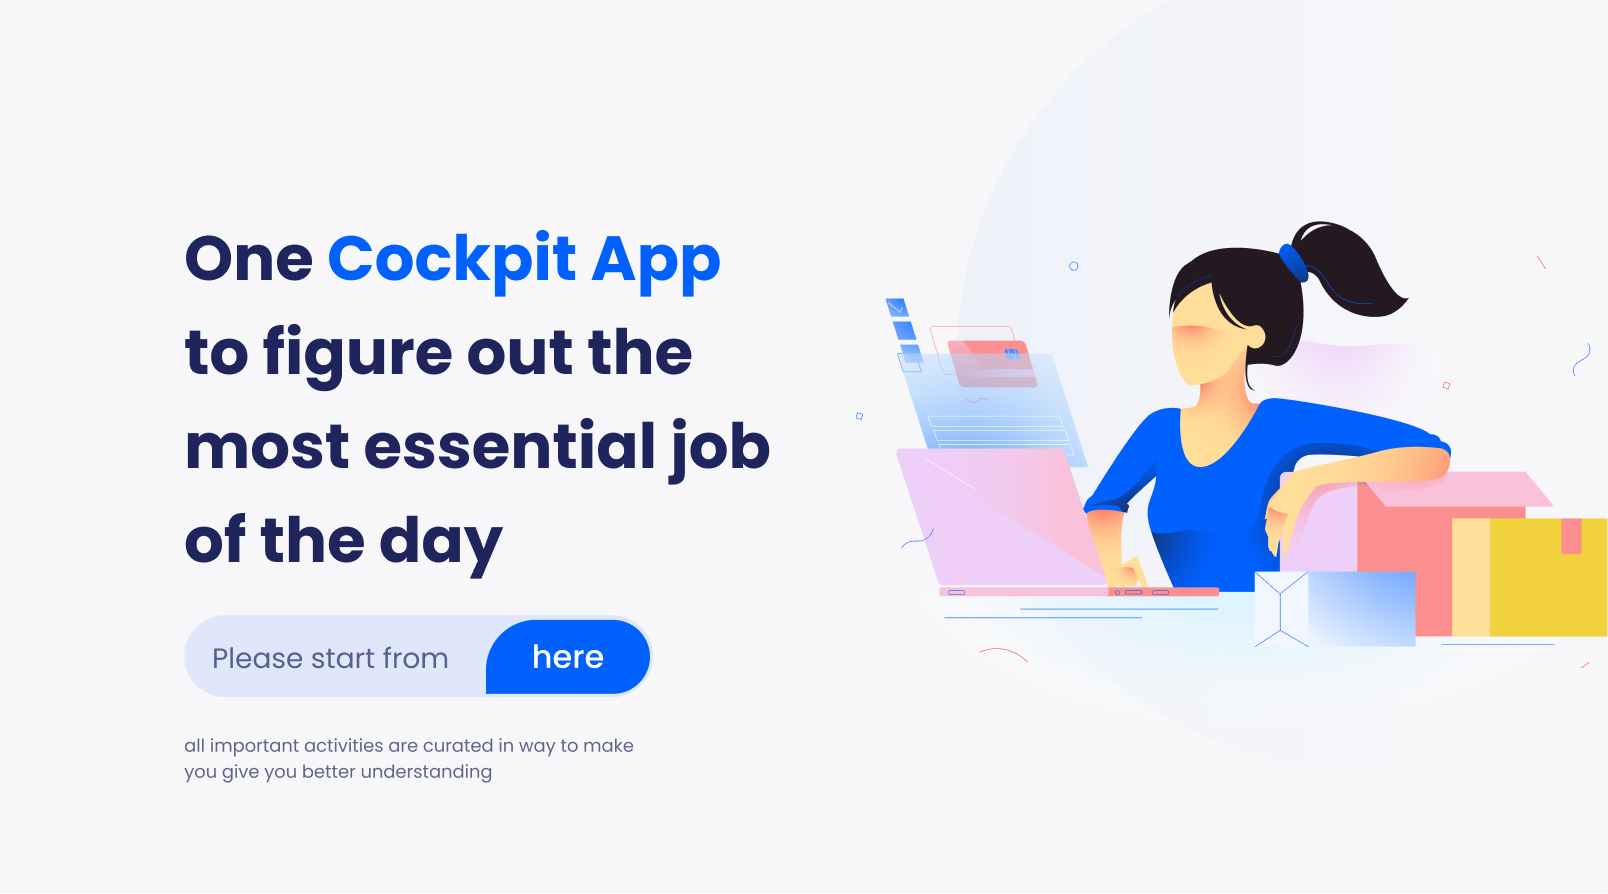 One Cockpit App
to figure out the
most essential job
of the day
Please start from here
all important activities are curated in way to make
you give you better understanding